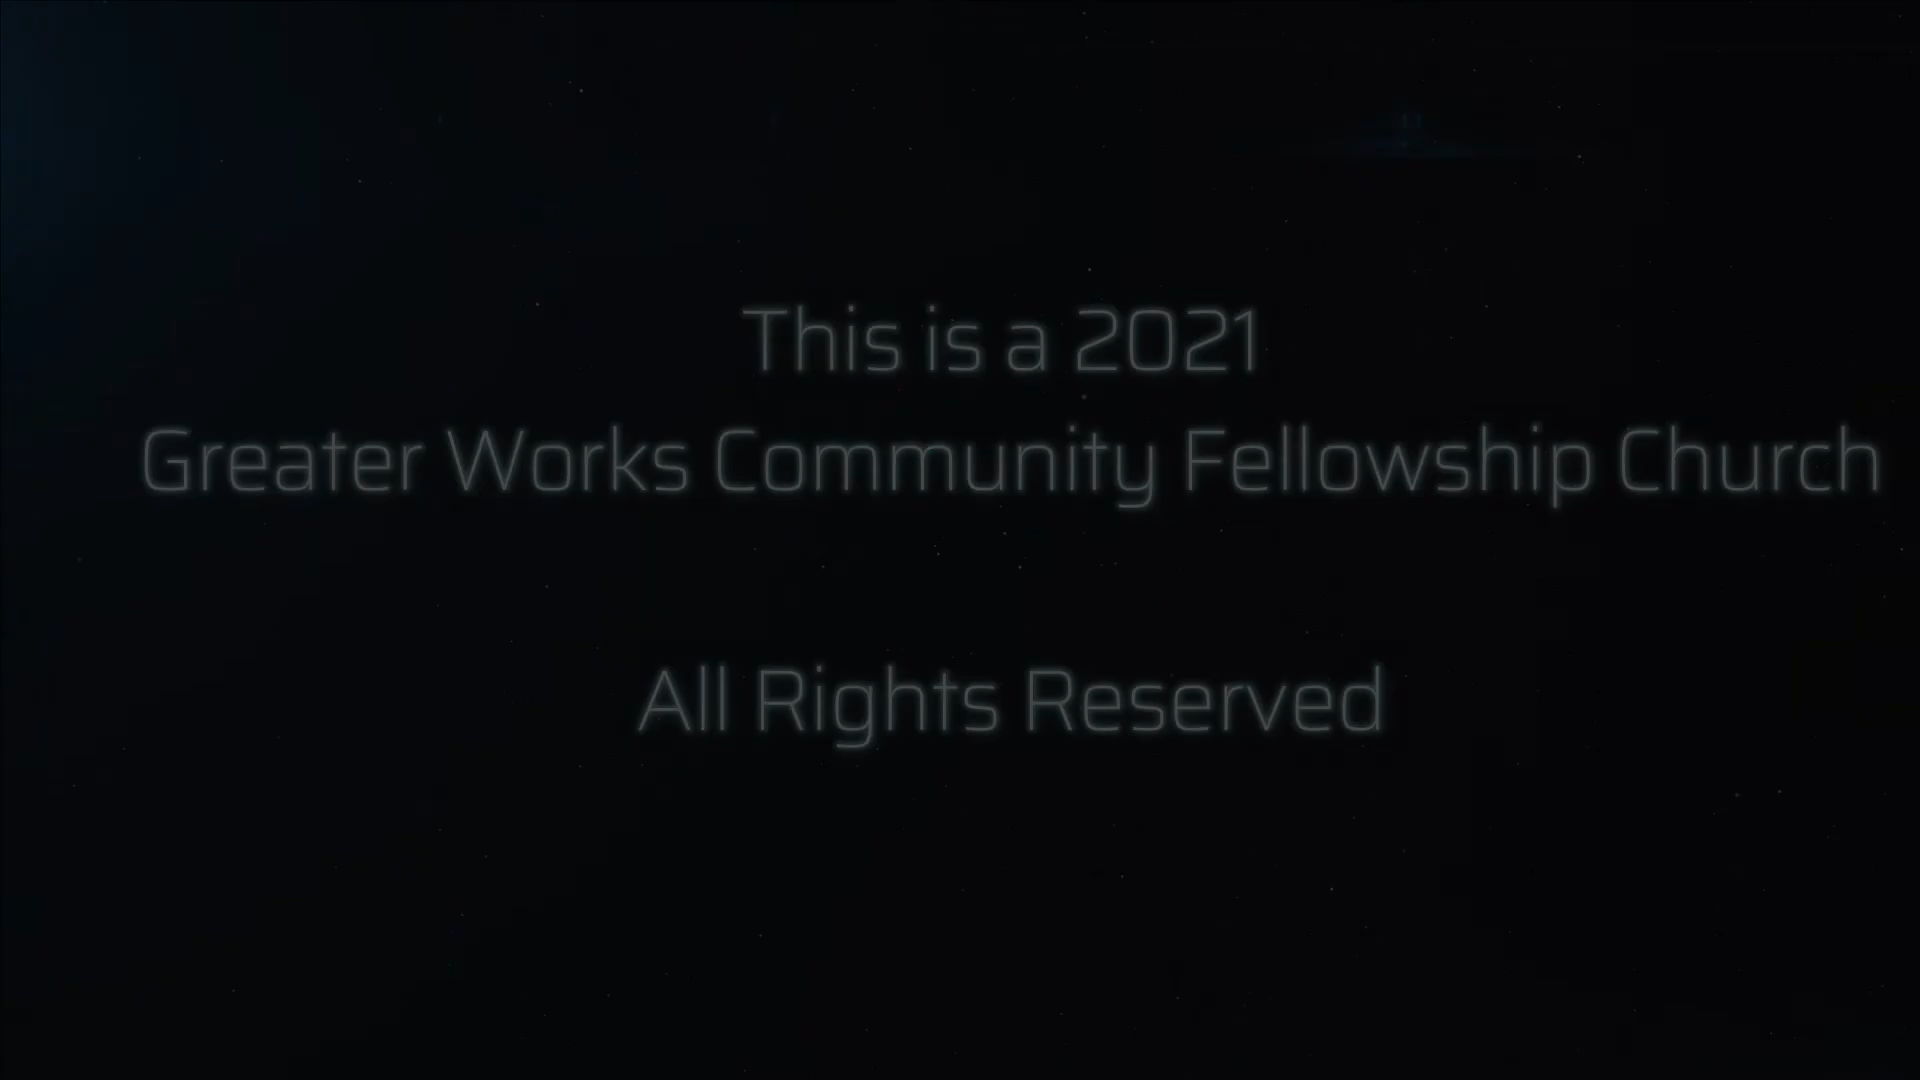 This is a 2021
Greater Works Community Fellowship Church
All Rights Reserved